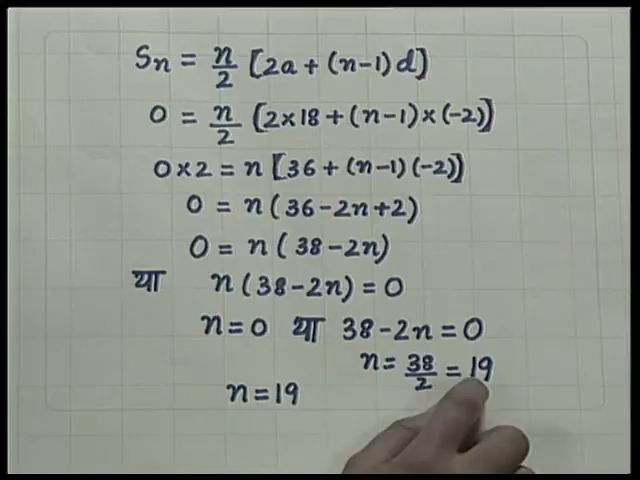 Sn = n/2 [2a + (n-1)d]
0 = n/2 [2×18 + (n-1)×(-2)]
0×2 = n [36 + (n-1)(-2)]
0 = n (36-2n+2)
0 = n (38-2n)
या n(38-2n) = 0
n=0 या 38-2n=0
n = 38/2 = 19
n=19